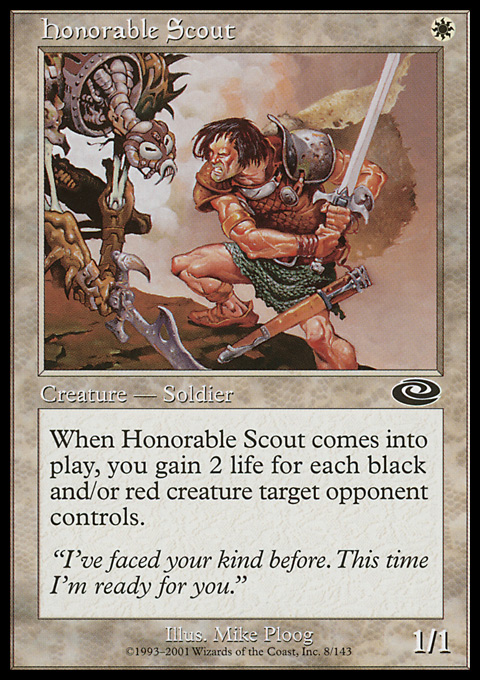 Honorable Scout
Creature — Soldier
When Honorable Scout comes into
play, you gain 2 life for each black
and/or red creature target opponent
controls.
“I’ve faced your kind before. This time
I’m ready for you.”
Illus. Mike Ploog
©1993–2001 Wizards of the Coast, Inc. 8/143
1/1